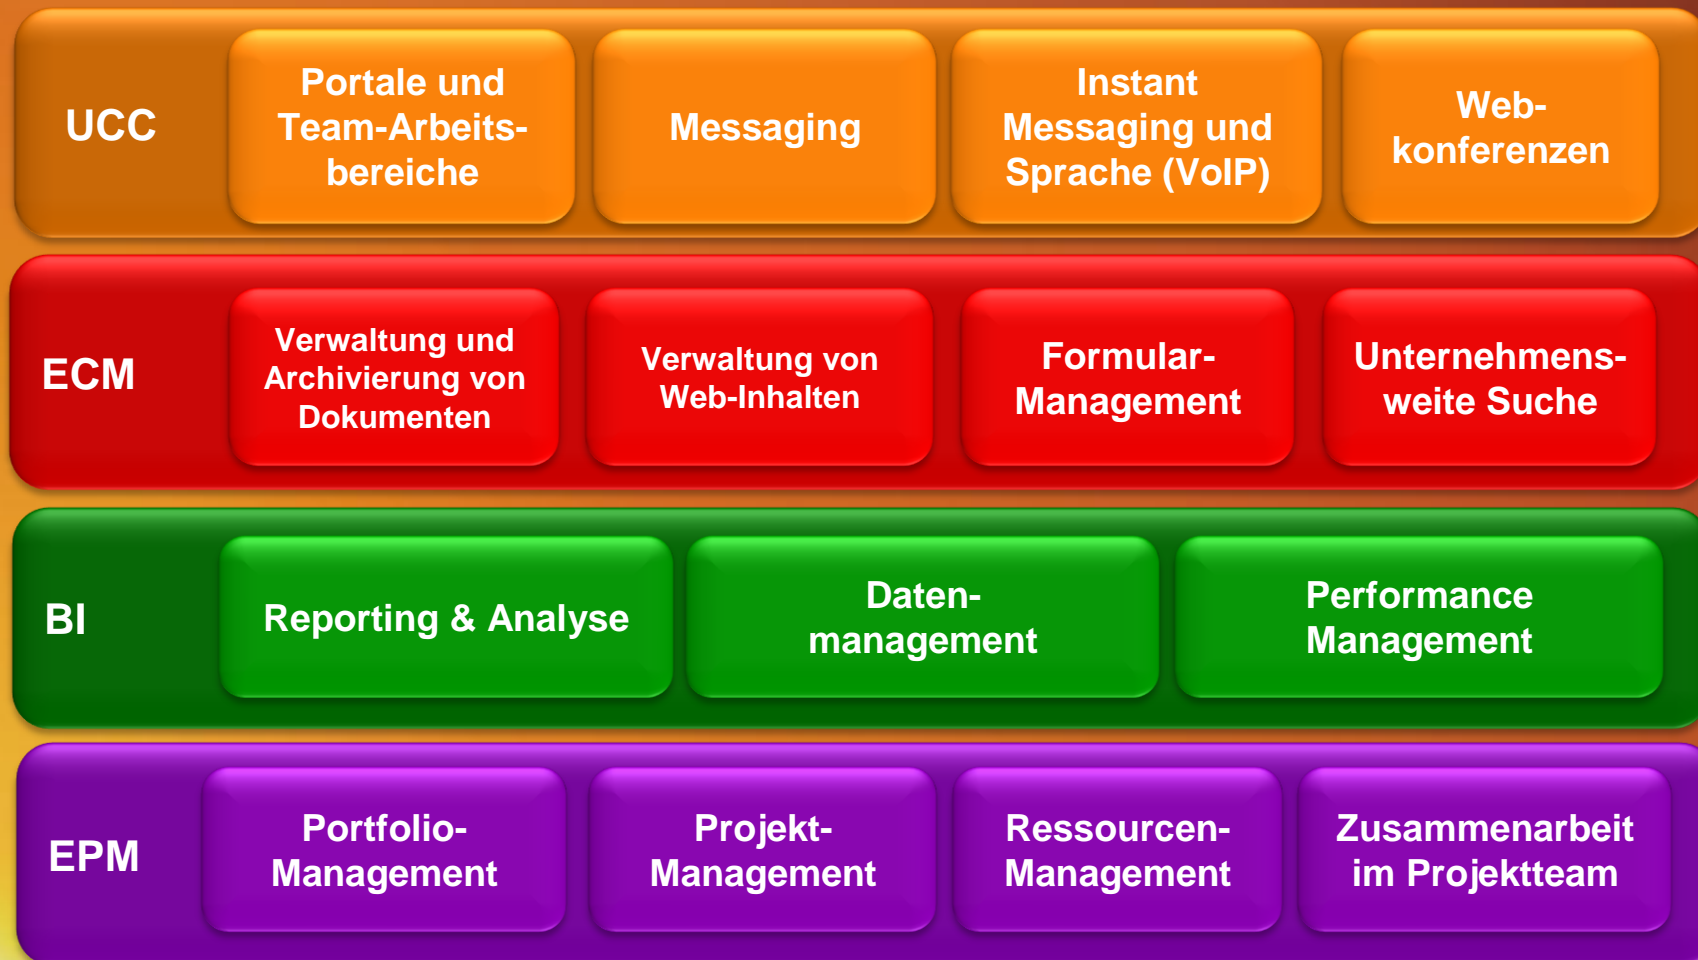 UCC
Portale und
Team-Arbeits-
bereiche
Messaging
Instant
Messaging und
Sprache (VoIP)
Web-
konferenzen
ECM
Verwaltung und
Archivierung von
Dokumenten
Verwaltung von
Web-Inhalten
Formular-
Management
Unternehmens-
weite Suche
BI
Reporting & Analyse
Daten-
management
Performance
Management
EPM
Portfolio-
Management
Projekt-
Management
Ressourcen-
Management
Zusammenarbeit
im Projektteam